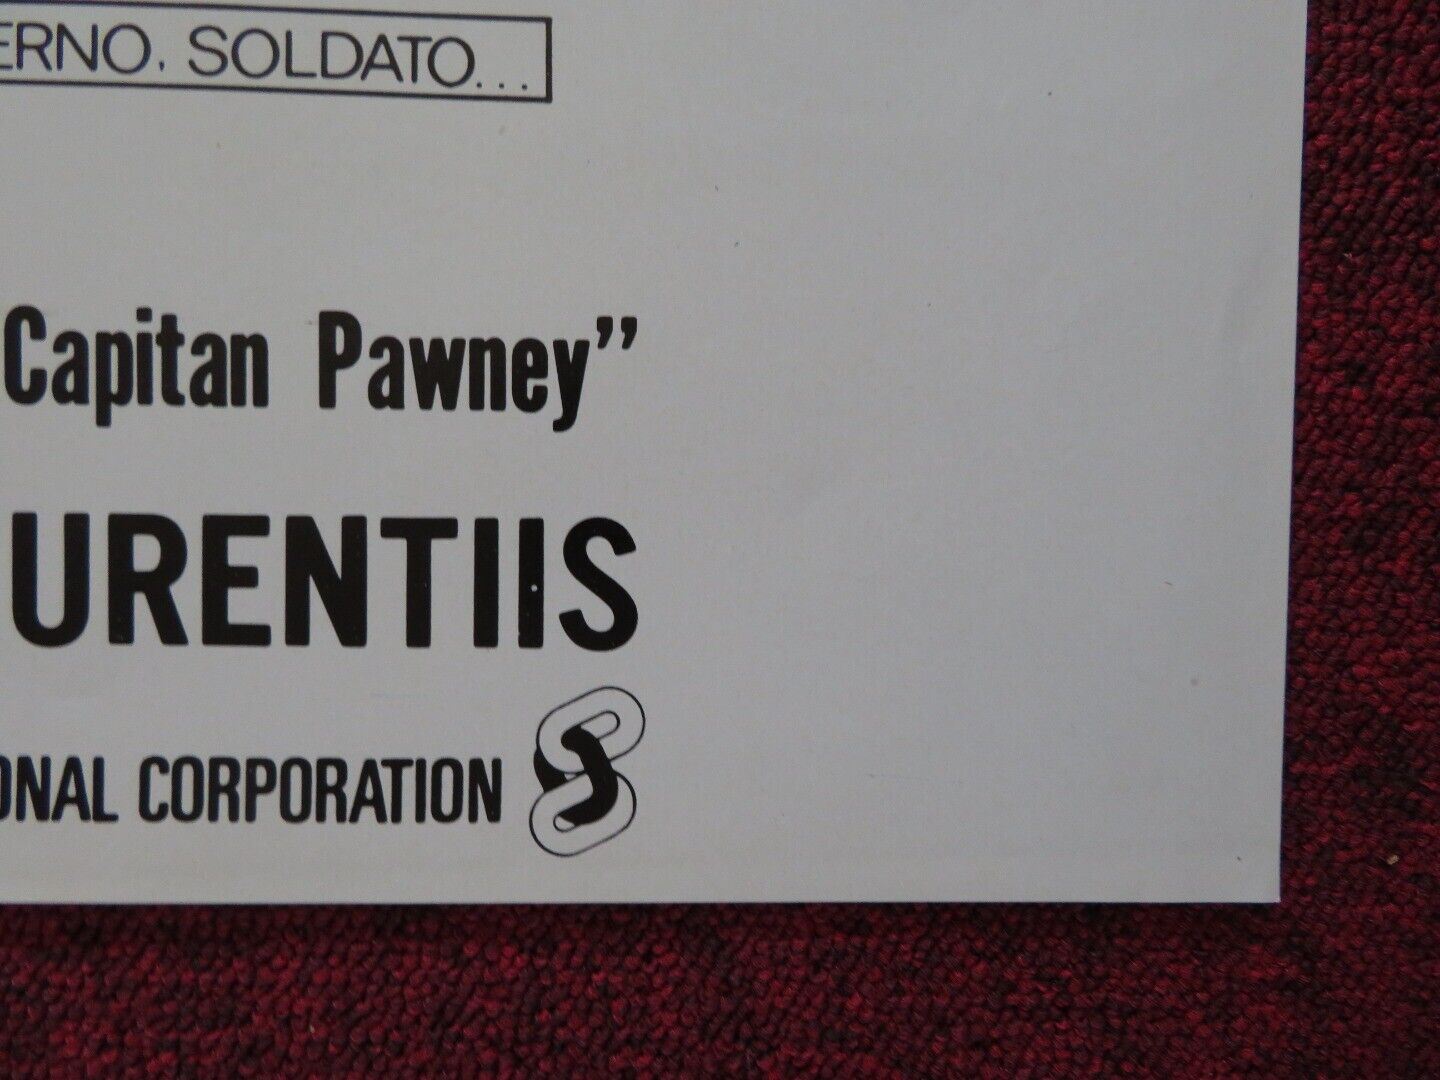 ERNO, SOLDATO...
Capitan Pawney”
URENTIIS
ONAL CORPORATION